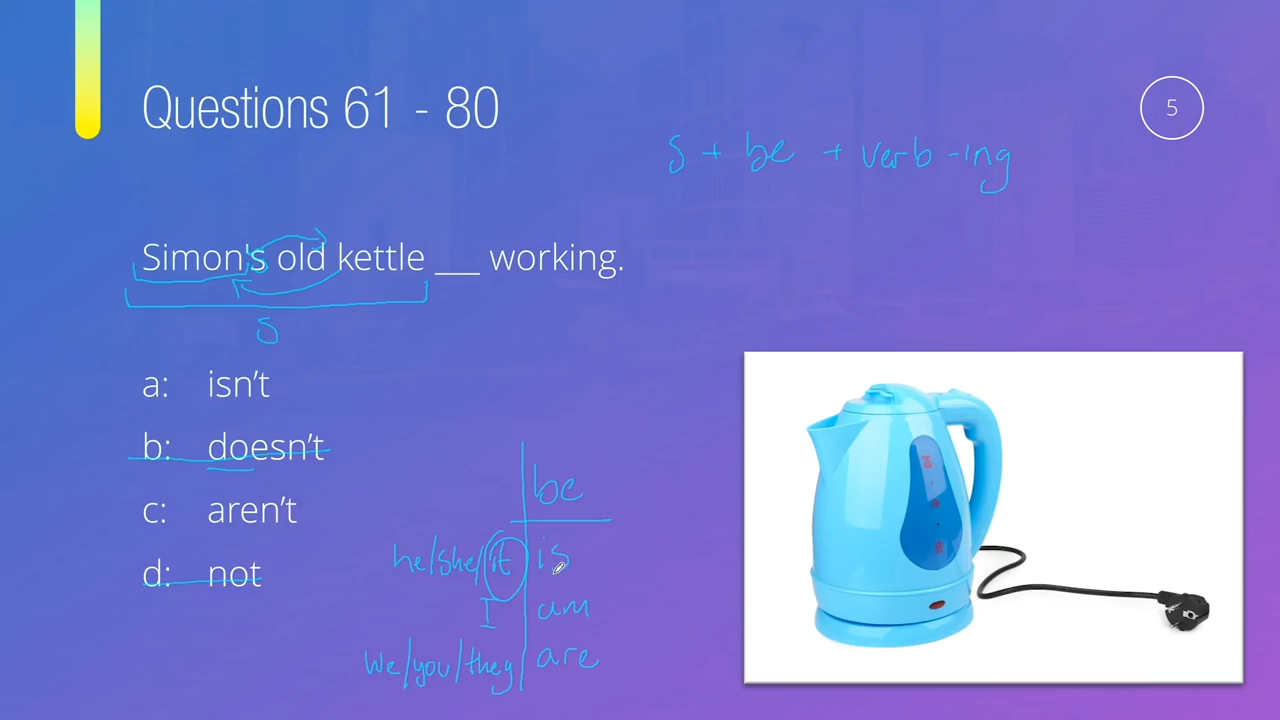 Questions 61 - 80
5
s + be + verb -ing
Simon's old kettle ___ working.
S
a: isn't
b: doesn't
c: aren't
d: not
be
he/she/it is
I am
we/you/they are